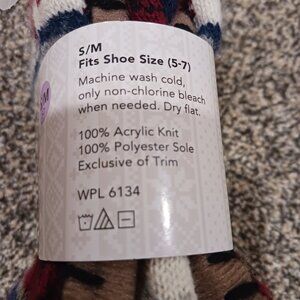 S/M
Fits Shoe Size (5-7)
Machine wash cold,
only non-chlorine bleach
when needed. Dry flat.
100% Acrylic Knit
100% Polyester Sole
Exclusive of Trim
WPL 6134